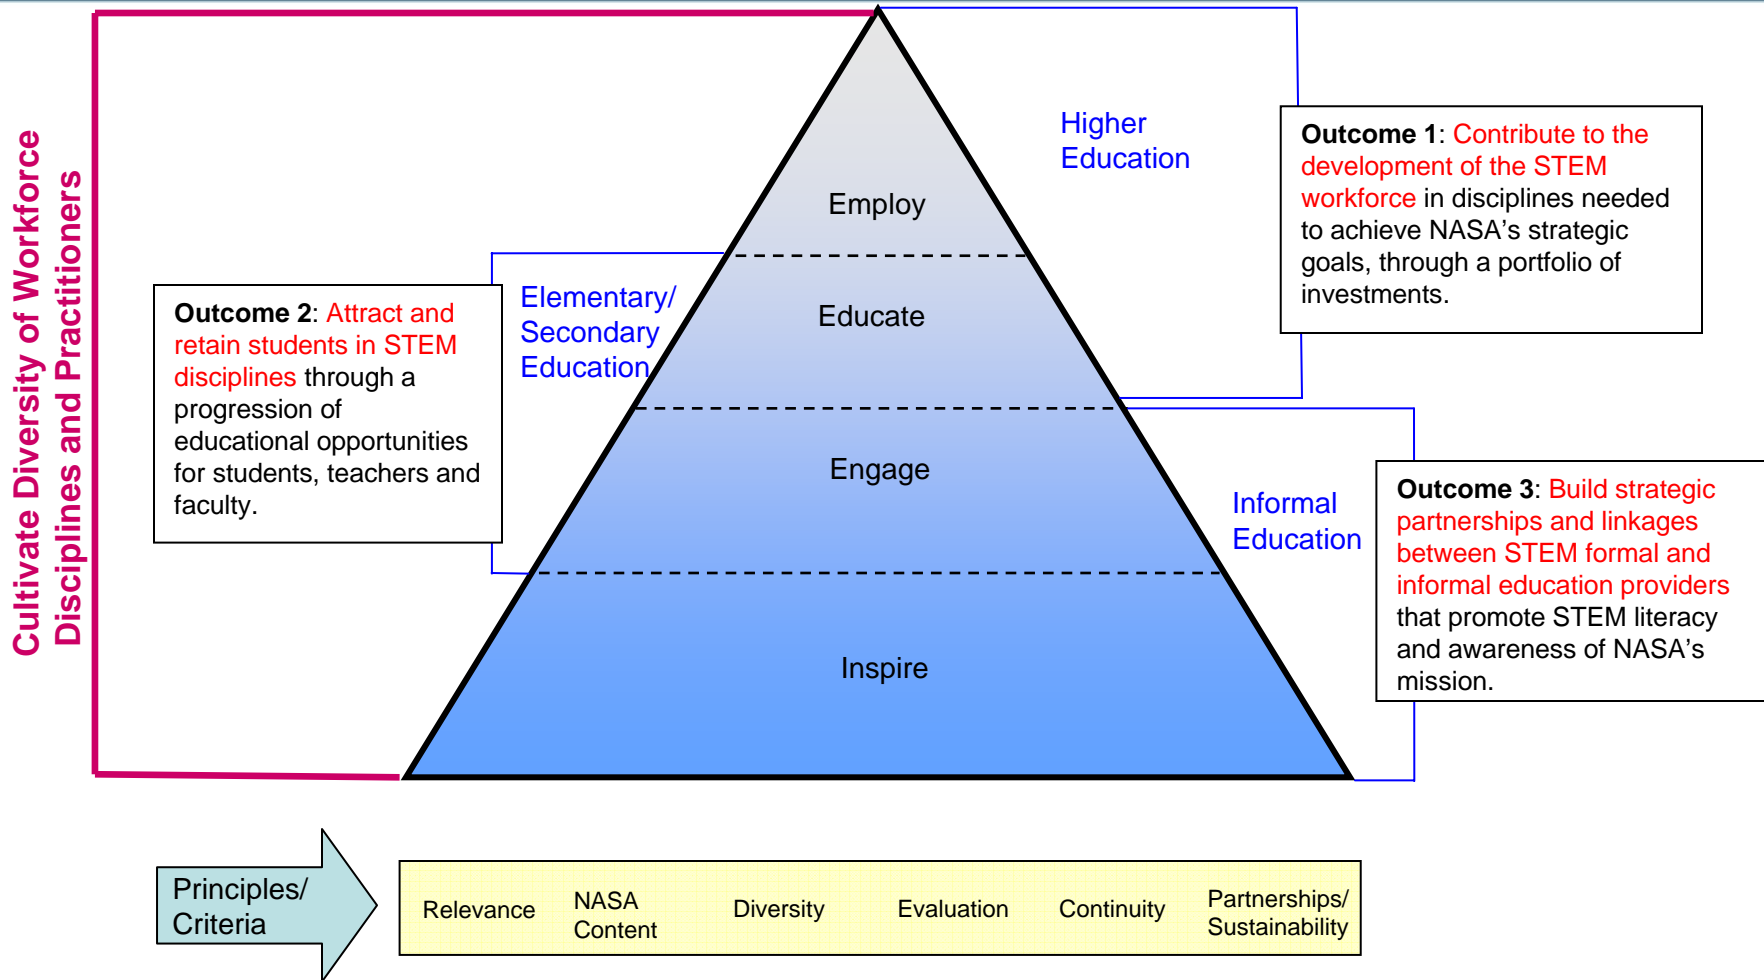 Cultivate Diversity of Workforce
Disciplines and Practitioners
Higher
Education
Outcome 1: Contribute to the
development of the STEM
workforce in disciplines needed
to achieve NASA’s strategic
goals, through a portfolio of
investments.
Employ
Elementary/
Secondary
Education
Educate
Outcome 2: Attract and
retain students in STEM
disciplines through a
progression of
educational opportunities
for students, teachers and
faculty.
Engage
Informal
Education
Outcome 3: Build strategic
partnerships and linkages
between STEM formal and
informal education providers
that promote STEM literacy
and awareness of NASA’s
mission.
Inspire
Principles/
Criteria
Relevance
NASA
Content
Diversity
Evaluation
Continuity
Partnerships/
Sustainability